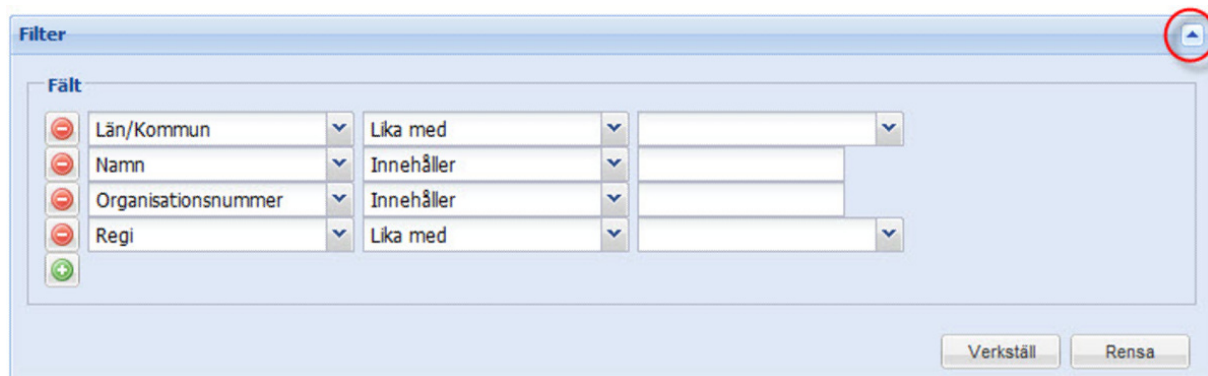 Filter
Fält
Län/Kommun Lika med
Namn Innehåller
Organisationsnummer Innehåller
Regi Lika med
Verkställ Rensa